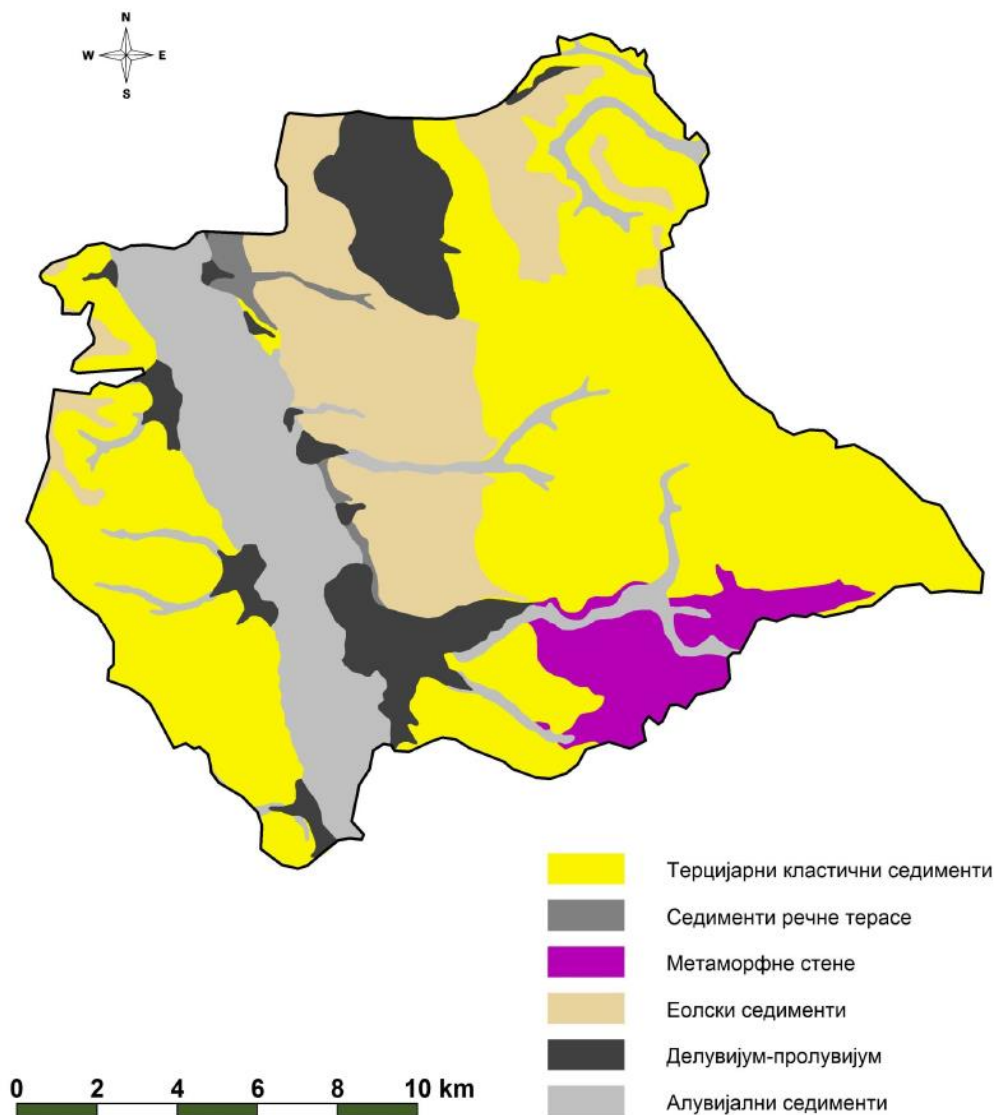 N
W E
S
Терцијарни кластични седименти
Седименти речне терасе
Метаморфне стене
Еолски седименти
Делувијум-пролувијум
Алувијални седименти
0 2 4 6 8 10 km